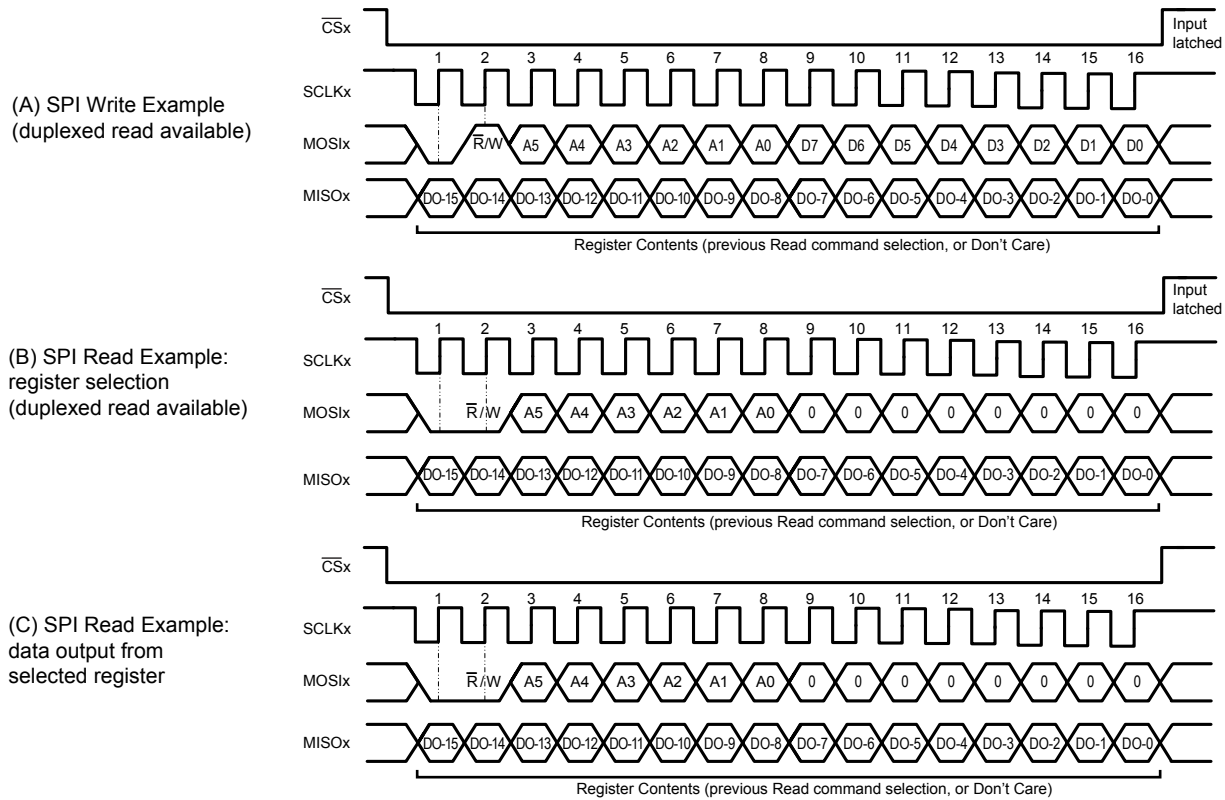 (A) SPI Write Example
(duplexed read available)
CSx
Input
latched
1 2 3 4 5 6 7 8 9 10 11 12 13 14 15 16
SCLKx
MOSIx R/W A5 A4 A3 A2 A1 A0 D7 D6 D5 D4 D3 D2 D1 D0
MISOx DO-15 DO-14 DO-13 DO-12 DO-11 DO-10 DO-9 DO-8 DO-7 DO-6 DO-5 DO-4 DO-3 DO-2 DO-1 DO-0
Register Contents (previous Read command selection, or Don't Care)
(B) SPI Read Example:
register selection
(duplexed read available)
CSx
Input
latched
1 2 3 4 5 6 7 8 9 10 11 12 13 14 15 16
SCLKx
MOSIx R/W A5 A4 A3 A2 A1 A0 0 0 0 0 0 0 0 0
MISOx DO-15 DO-14 DO-13 DO-12 DO-11 DO-10 DO-9 DO-8 DO-7 DO-6 DO-5 DO-4 DO-3 DO-2 DO-1 DO-0
Register Contents (previous Read command selection, or Don't Care)
(C) SPI Read Example:
data output from
selected register
CSx
1 2 3 4 5 6 7 8 9 10 11 12 13 14 15 16
SCLKx
MOSIx R/W A5 A4 A3 A2 A1 A0 0 0 0 0 0 0 0 0
MISOx DO-15 DO-14 DO-13 DO-12 DO-11 DO-10 DO-9 DO-8 DO-7 DO-6 DO-5 DO-4 DO-3 DO-2 DO-1 DO-0
Register Contents (previous Read command selection, or Don't Care)